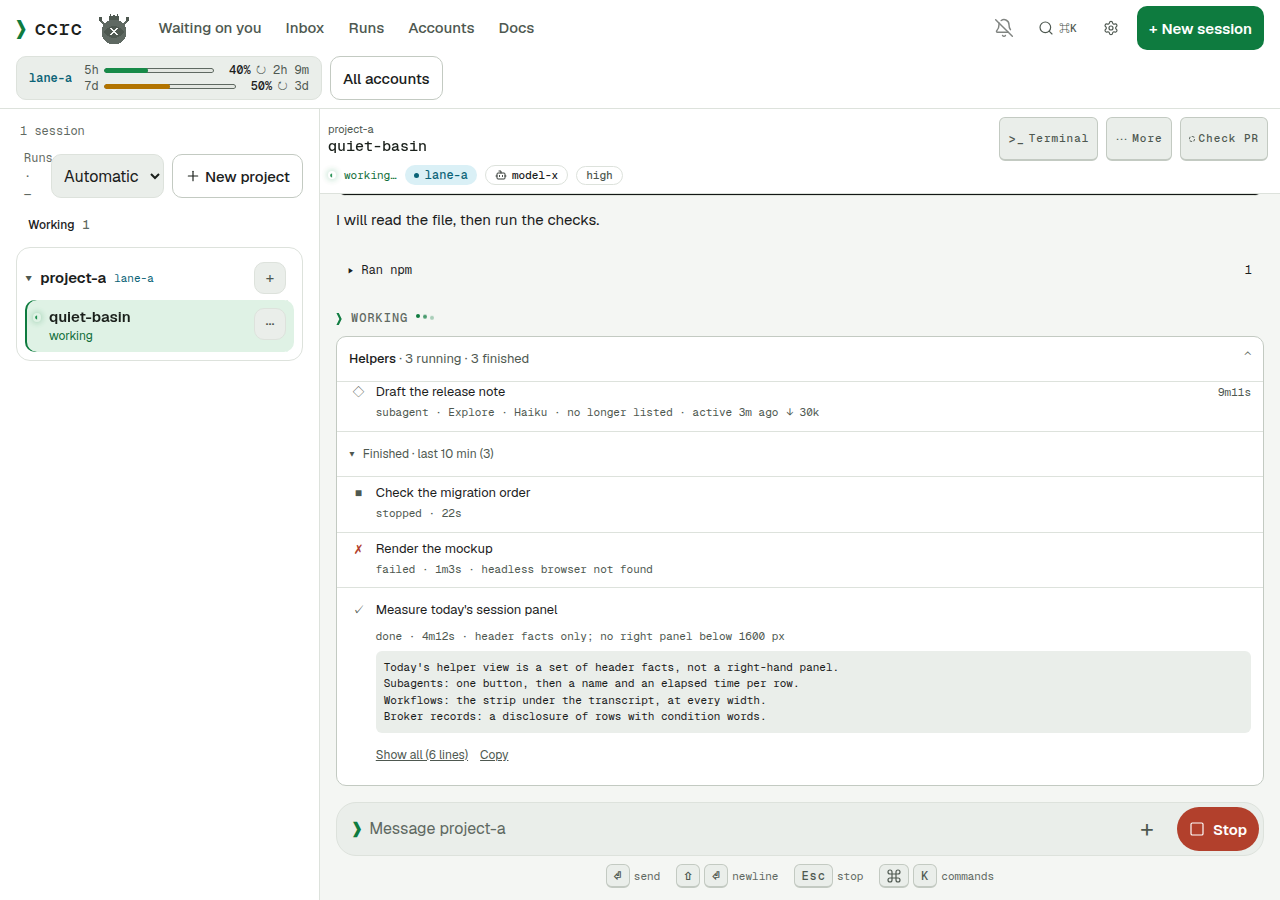 ❱ ccrc Waiting on you Inbox Runs Accounts Docs ⌘K + New session
lane-a 5h 40% ↻ 2h 9m
7d 50% ↻ 3d
All accounts
1 session
Runs · — Automatic + New project
Working 1
▾ project-a lane-a +
quiet-basin …
working
project-a
quiet-basin
>_ Terminal ··· More Check PR
working… • lane-a model-x high
I will read the file, then run the checks.
▸ Ran npm 1
❱ WORKING
Helpers · 3 running · 3 finished
◇ Draft the release note 9m11s
subagent · Explore · Haiku · no longer listed · active 3m ago ↓ 30k
▾ Finished · last 10 min (3)
■ Check the migration order
stopped · 22s
✗ Render the mockup
failed · 1m3s · headless browser not found
✓ Measure today's session panel
done · 4m12s · header facts only; no right panel below 1600 px
Today's helper view is a set of header facts, not a right-hand panel.
Subagents: one button, then a name and an elapsed time per row.
Workflows: the strip under the transcript, at every width.
Broker records: a disclosure of rows with condition words.
Show all (6 lines) Copy
❱ Message project-a + Stop
⏎ send ⇧ ⏎ newline Esc stop ⌘ K commands